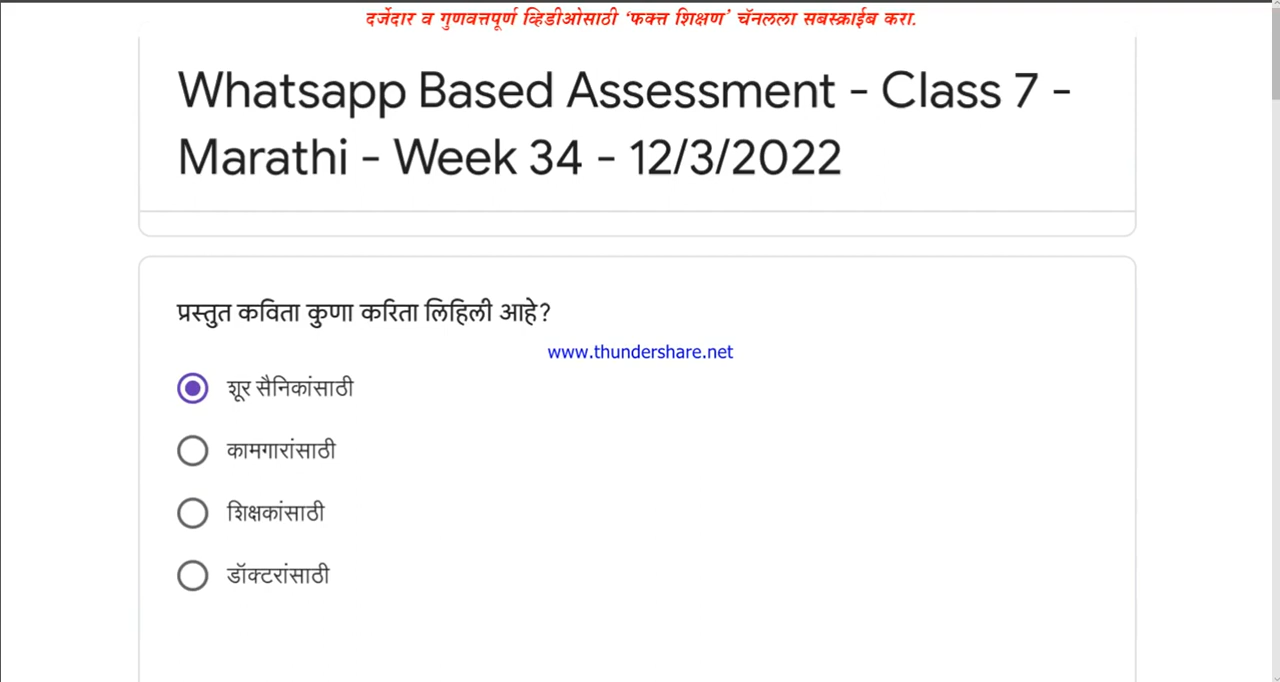 दर्जेदार व गुणवत्तपूर्ण व्हिडीओसाठी ‘फक्त शिक्षण’ चॅनलला सबस्क्राईब करा.
Whatsapp Based Assessment - Class 7 -
Marathi - Week 34 - 12/3/2022
प्रस्तुत कविता कुणा करिता लिहिली आहे?
www.thundershare.net
शूर सैनिकांसाठी
कामगारांसाठी
शिक्षकांसाठी
डॉक्टरांसाठी